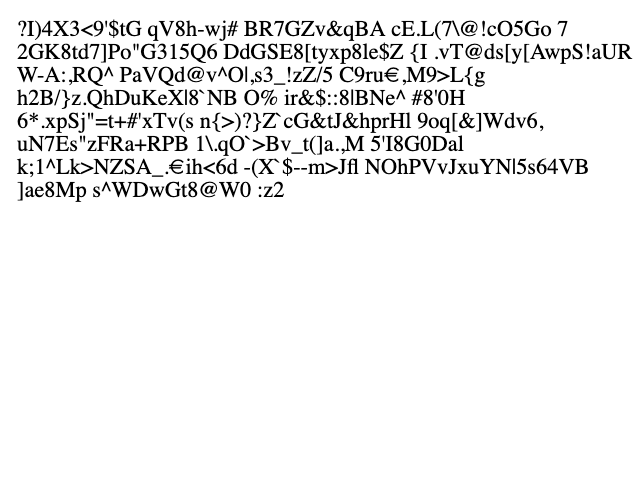 ?I)4X3<9'$tG qV8h-wj# BR7GZv&qBA cE.L(7\@!cO5Go 7
2GK8td7]Po"G315Q6 DdGSE8[tyxp8le$Z {I .vT@ds[y[AwpS!aUR
W-A:,RQ^ PaVQd@v^O|,s3_!zZ/5 C9ru€,M9>L{g
h2B/}z.QhDuKeX|8`NB O% ir&$::8|BNe^ #8'0H
6*.xpSj"=t+#'xTv(s n{>)?}Z`cG&tJ&hprHl 9oq[&]Wdv6,
uN7Es"zFRa+RPB 1\.qO`>Bv_t(]a.,M 5'I8G0Dal
k;1^Lk>NZSA_.€ih<6d -(X`$--m>Jfl NOhPVvJxuYN|5s64VB
]ae8Mp s^WDwGt8@W0 :z2